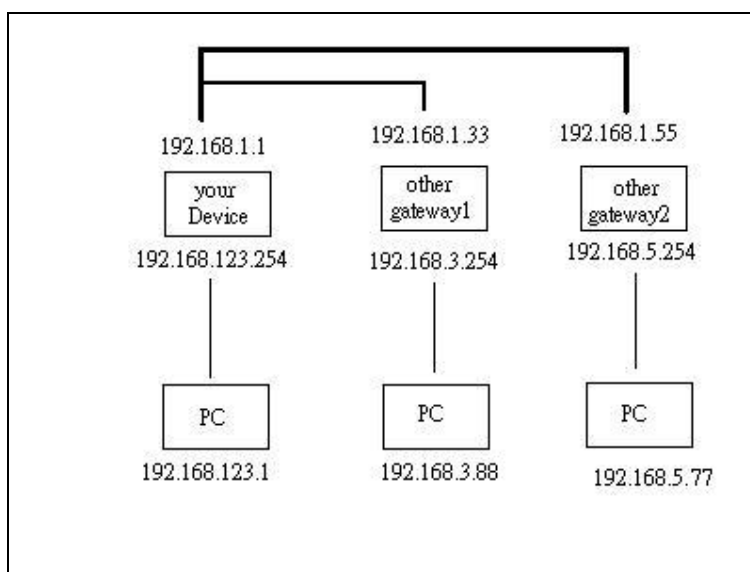 192.168.1.1
192.168.1.33
192.168.1.55
your
Device
other
gateway1
other
gateway2
192.168.123.254
192.168.3.254
192.168.5.254
PC
PC
PC
192.168.123.1
192.168.3.88
192.168.5.77